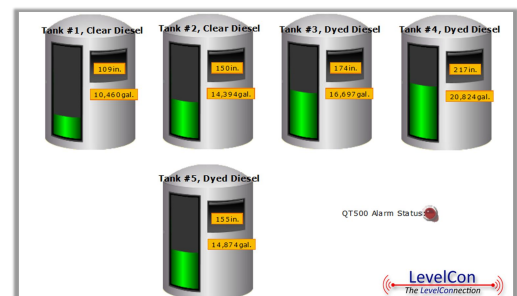 Tank #1, Clear Diesel
109in.
10,460gal.
Tank #2, Clear Diesel
150in.
14,394gal.
Tank #3, Dyed Diesel
174in.
16,697gal.
Tank #4, Dyed Diesel
217in.
20,824gal.
Tank #5, Dyed Diesel
155in.
14,874gal.
QT500 Alarm Status:
LevelCon
The LevelConnection